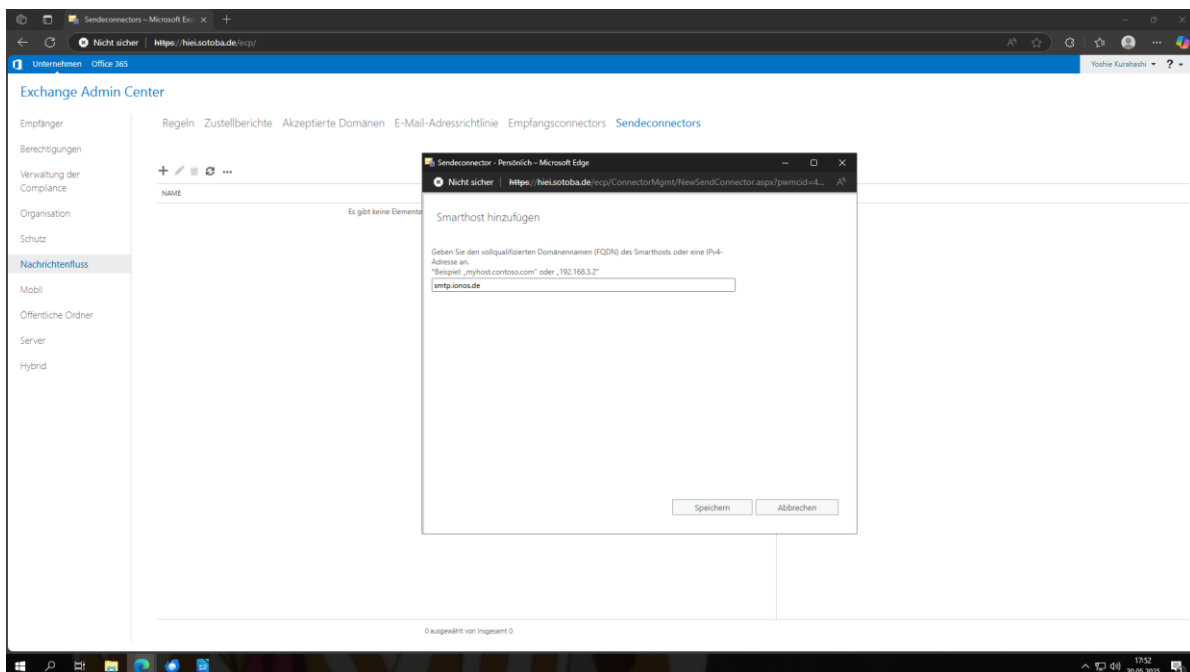 Sendeconnectors – Microsoft Exc
Nicht sicher https://hiei.sotoba.de/ecp/
Unternehmen Office 365
Yoshie Kurahashi ?
Exchange Admin Center
Empfänger
Berechtigungen
Verwaltung der
Compliance
Organisation
Schutz
Nachrichtenfluss
Mobil
Öffentliche Ordner
Server
Hybrid
Regeln Zustellberichte Akzeptierte Domänen E-Mail-Adressrichtlinie Empfangsconnectors Sendeconnectors
NAME
Es gibt keine Elemente
Sendeconnector - Persönlich – Microsoft Edge
Nicht sicher https://hiei.sotoba.de/ecp/ConnectorMgmt/NewSendConnector.aspx?pwmcid=4...
Smarthost hinzufügen
Geben Sie den vollqualifizierten Domänennamen (FQDN) des Smarthosts oder eine IPv4-
Adresse an.
"Beispiel: „myhost.contoso.com" oder „192.168.3.2"
smtp.ionos.de
Speichern Abbrechen
0 ausgewählt von insgesamt 0
17:52
20.05.2025